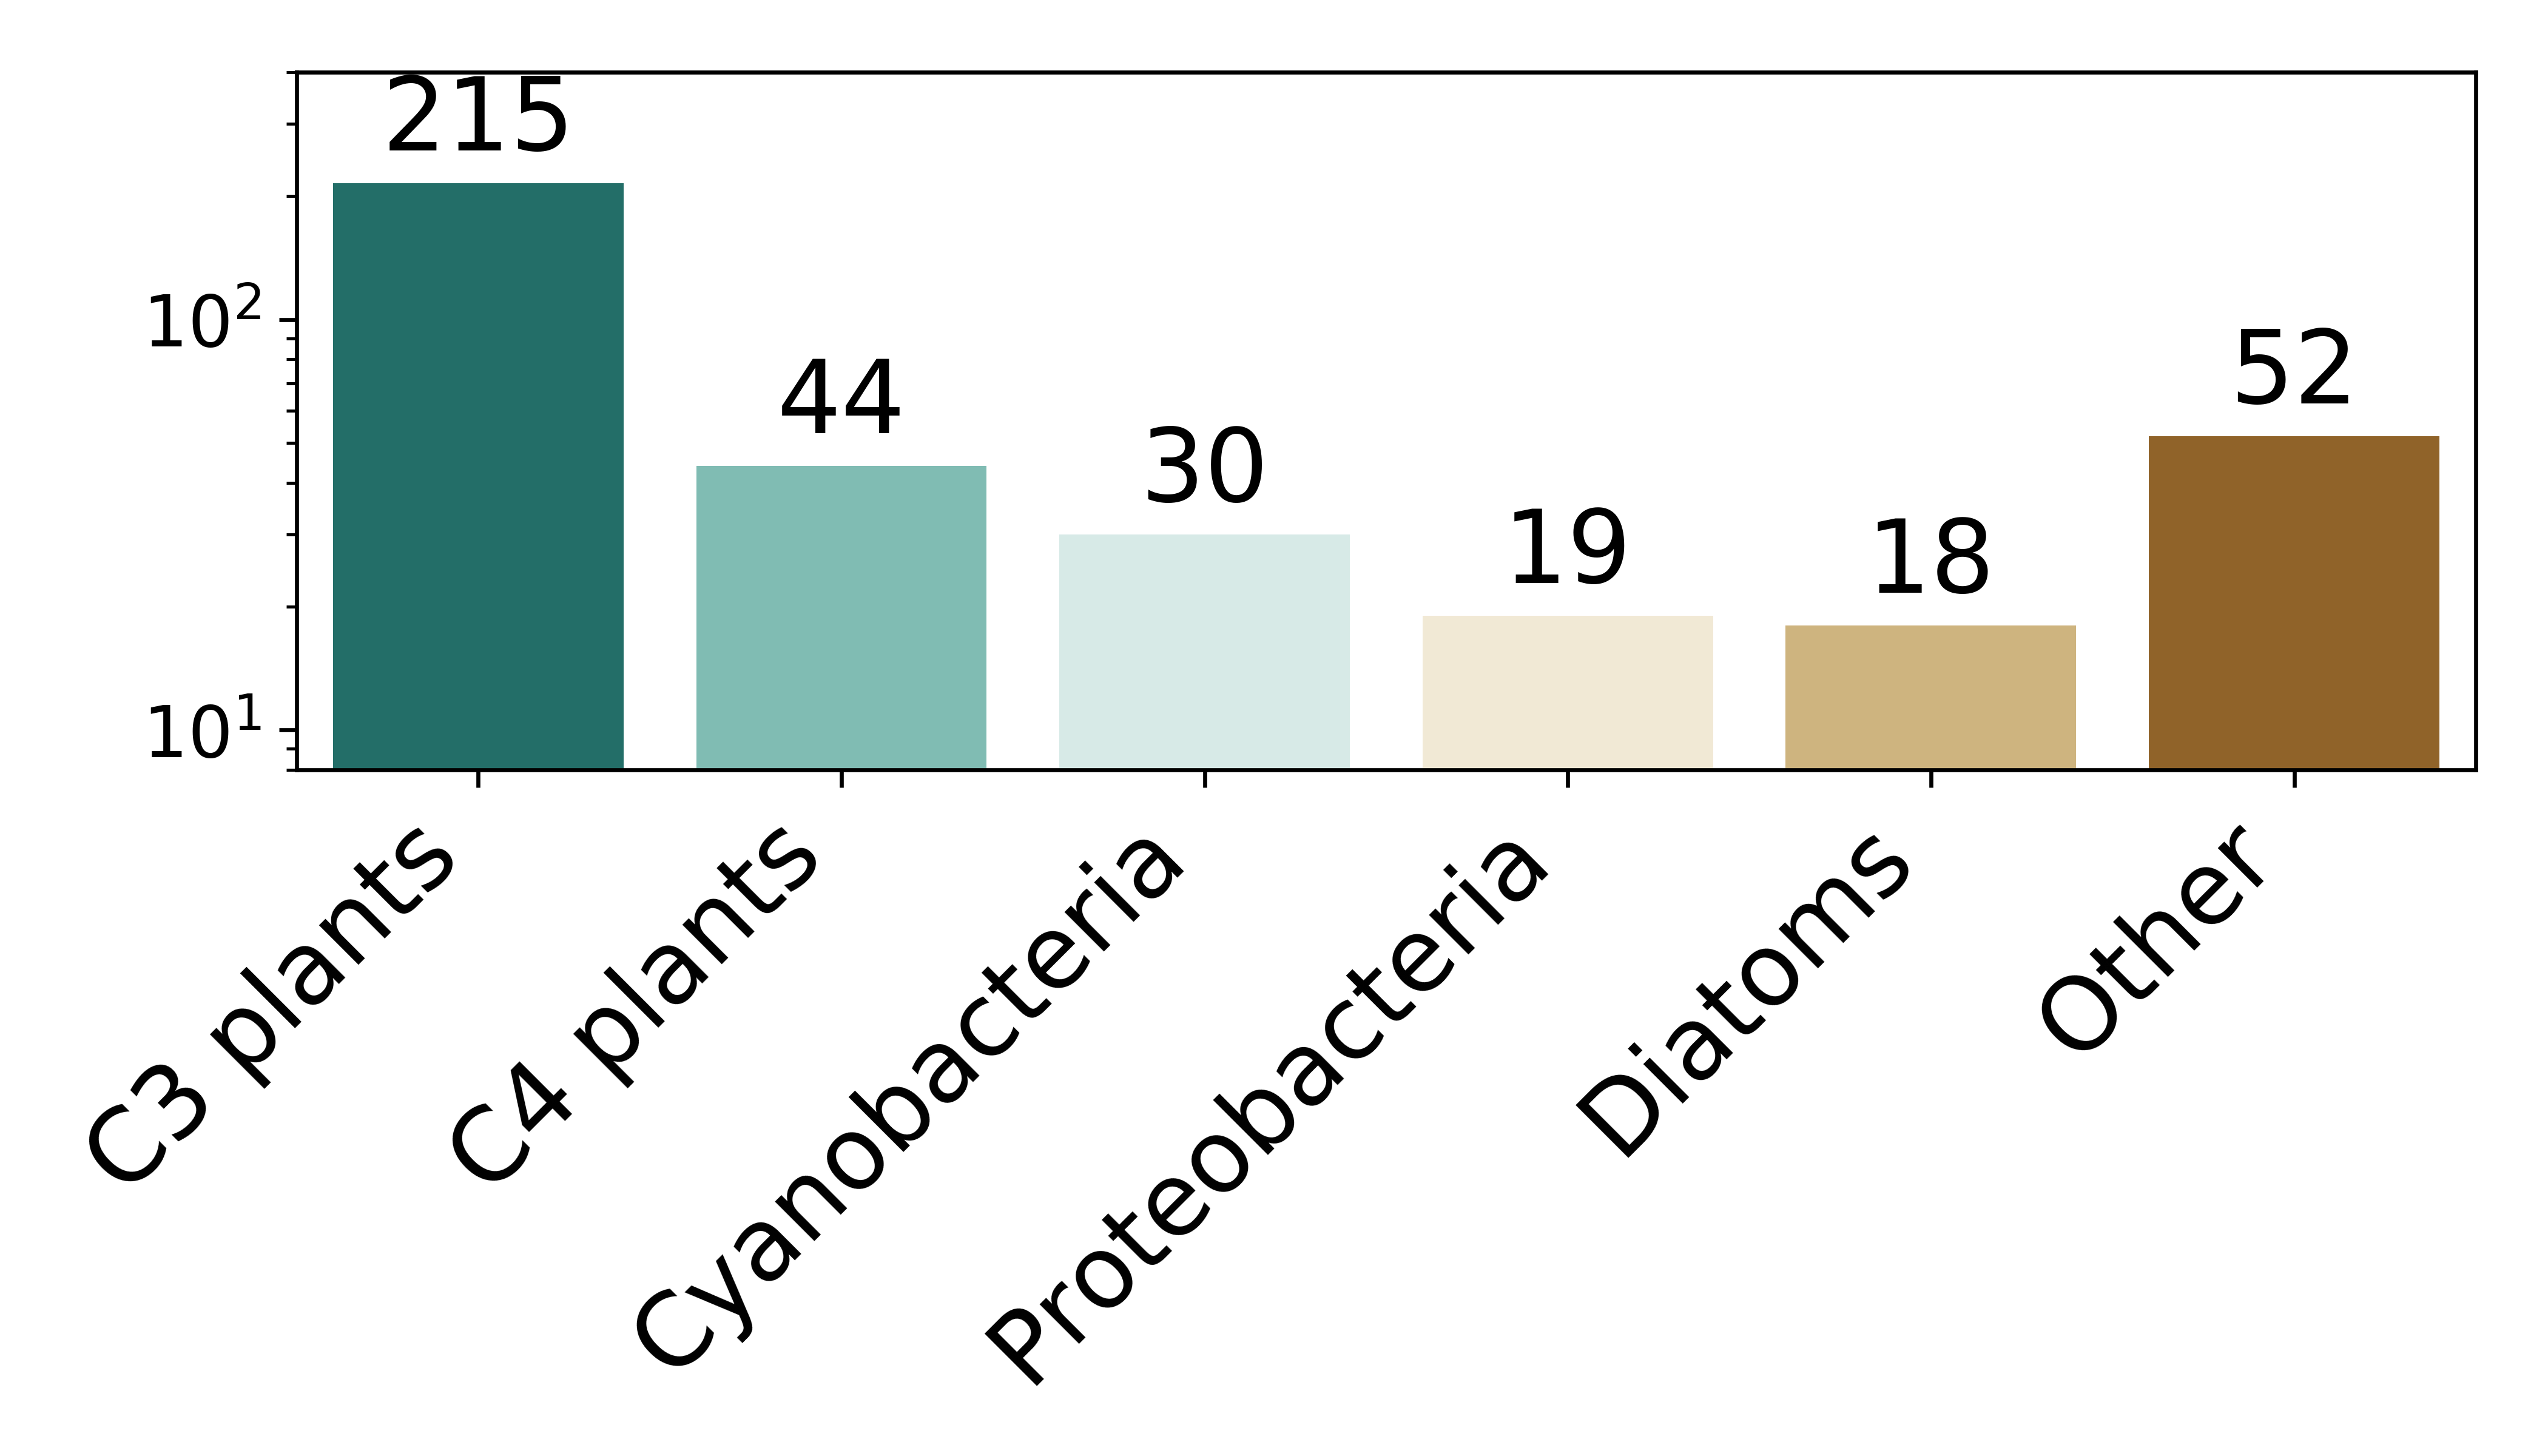 215
44
30
19
18
52
10²
10¹
C3 plants
C4 plants
Cyanobacteria
Proteobacteria
Diatoms
Other